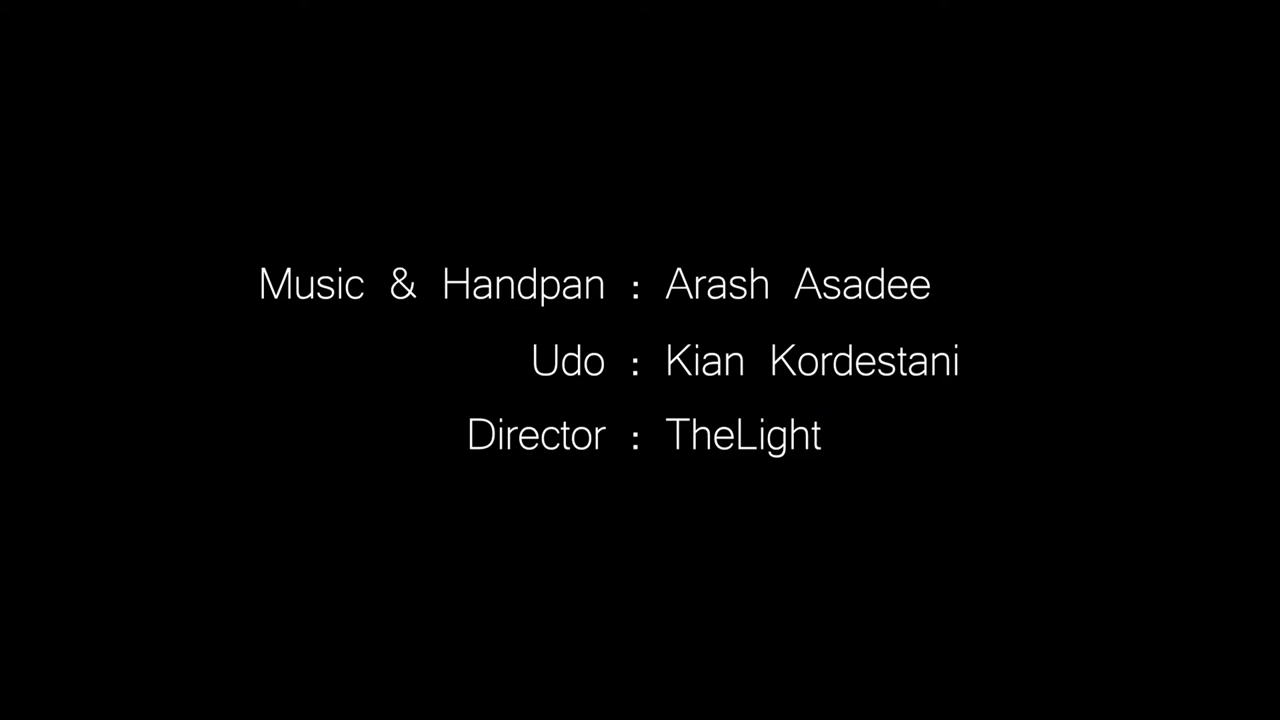 Music & Handpan : Arash Asadee
Udo : Kian Kordestani
Director : TheLight